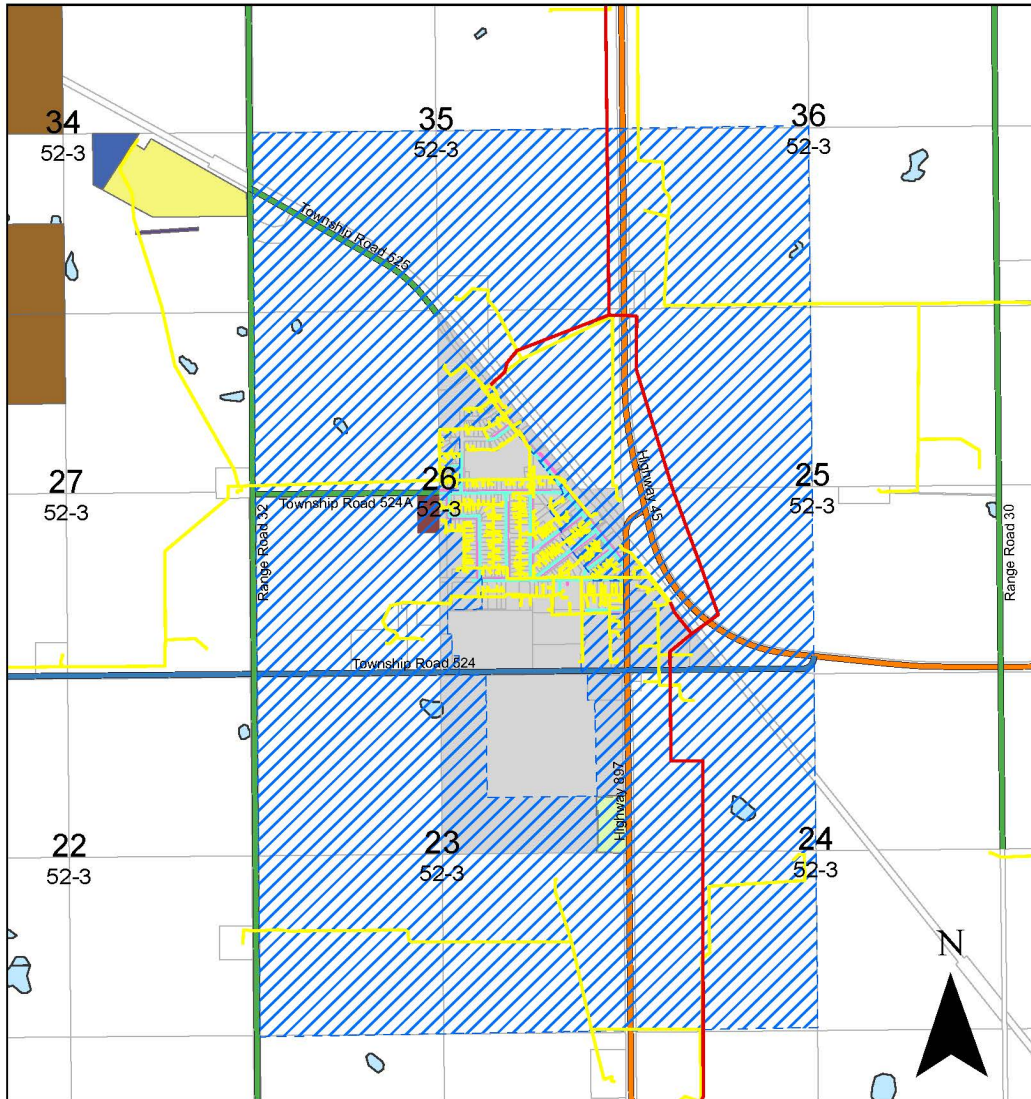 34
52-3
35
52-3
36
52-3
Township Road 525
27
52-3
26
52-3
25
52-3
Township Road 524A
Highway 45
Range Road 32
Range Road 30
Township Road 524
Highway 897
22
52-3
23
52-3
24
52-3
N